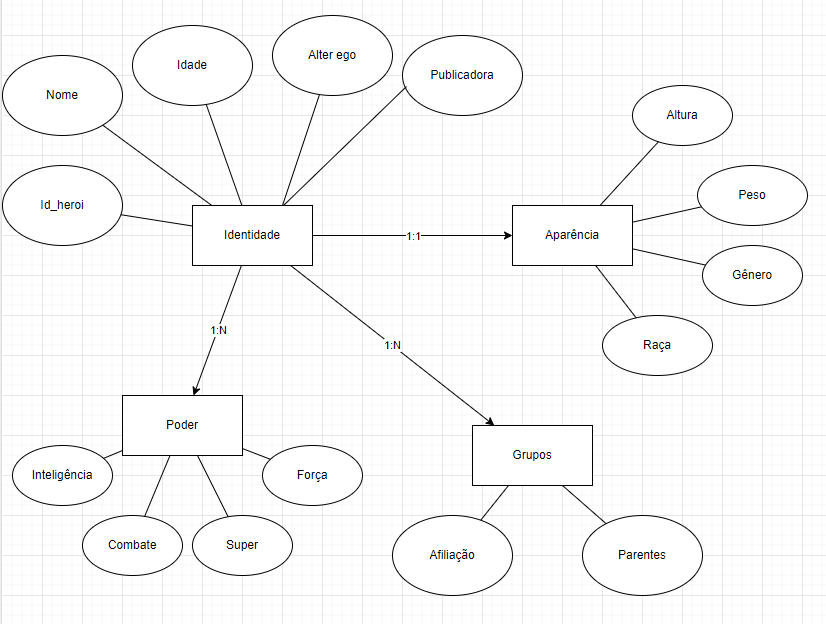 Alter ego
Idade
Publicadora
Nome
Altura
Peso
Id_heroi
Identidade
1:1
Aparência
Gênero
1:N
1:N
Raça
Poder
Grupos
Inteligência
Força
Combate
Super
Afiliação
Parentes